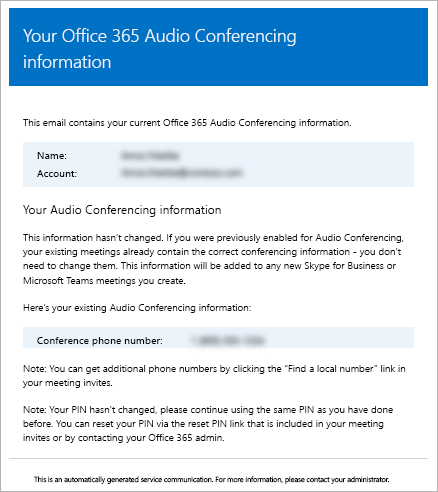 Your Office 365 Audio Conferencing
information
This email contains your current Office 365 Audio Conferencing information.
Name:
Account:
Your Audio Conferencing information
This information hasn't changed. If you were previously enabled for Audio Conferencing,
your existing meetings already contain the correct conferencing information - you don't
need to change them. This information will be added to any new Skype for Business or
Microsoft Teams meetings you create.
Here's your existing Audio Conferencing information:
Conference phone number:
Note: You can get additional phone numbers by clicking the "Find a local number" link in
your meeting invites.
Note: Your PIN hasn't changed, please continue using the same PIN as you have done
before. You can reset your PIN via the reset PIN link that is included in your meeting
invites or by contacting your Office 365 admin.
This is an automatically generated service communication. For more information, please contact your administrator.